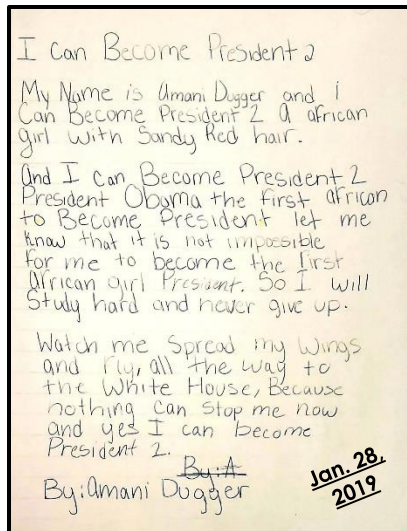 I Can Become President 2
My Name is Amani Dugger and i
Can Become President 2 a african
girl with Sandy Red hair.
And I can Become President 2
President Obama the first african
to Become President let me
know that it is not impossible
for me to become the first
african girl President. So I will
Study hard and never give up.
Watch me spread my wings
and fly, all the way to
the White House, Because
nothing can stop me now
and yes I can become
President 2.
By: A
By: Amani Dugger
Jan. 28,
2019